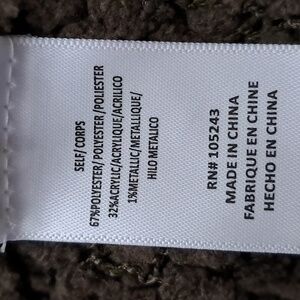 SELF/CORPS
67%POLYESTER/POLYESTER/POLIESTER
32%ACRYLIC/ACRYLIQUE/ACRILICO
1%METALLIC/METALLIQUE/
HILO METALICO
RN# 105243
MADE IN CHINA
FABRIQUE EN CHINE
HECHO EN CHINA